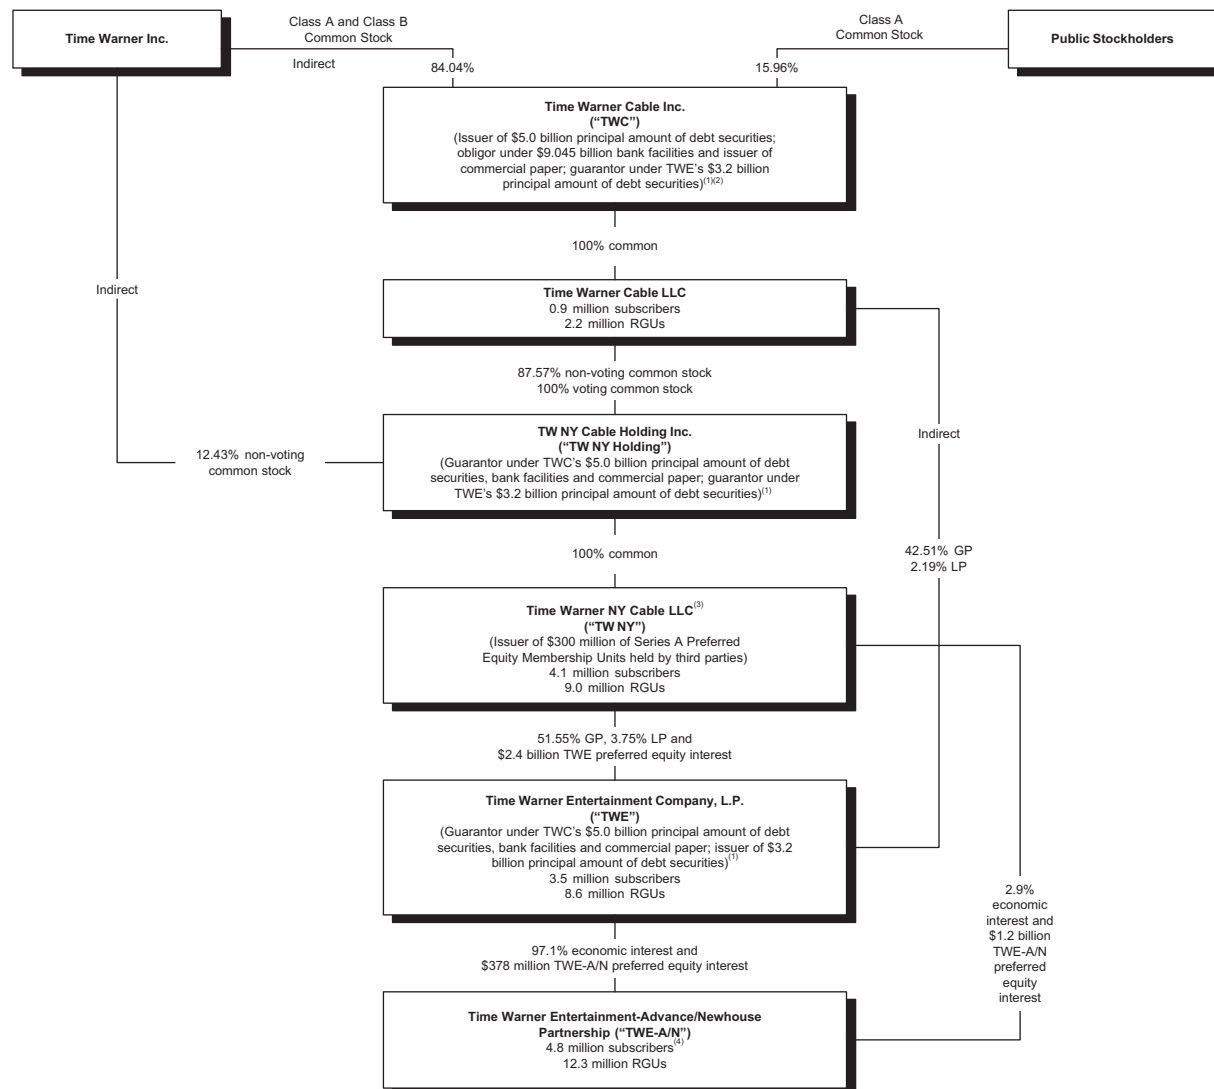 Time Warner Inc.
Class A and Class B
Common Stock
Indirect
84.04%
Class A
Common Stock
15.96%
Public Stockholders
Time Warner Cable Inc.
(“TWC”)
(Issuer of $5.0 billion principal amount of debt securities;
obligor under $9.045 billion bank facilities and issuer of
commercial paper; guarantor under TWE’s $3.2 billion
principal amount of debt securities)(1)(2)
100% common
Indirect
Time Warner Cable LLC
0.9 million subscribers
2.2 million RGUs
87.57% non-voting common stock
100% voting common stock
TW NY Cable Holding Inc.
(“TW NY Holding”)
(Guarantor under TWC’s $5.0 billion principal amount of debt
securities, bank facilities and commercial paper; guarantor under
TWE’s $3.2 billion principal amount of debt securities)(1)
12.43% non-voting
common stock
Indirect
100% common
42.51% GP
2.19% LP
Time Warner NY Cable LLC(3)
(“TW NY”)
(Issuer of $300 million of Series A Preferred
Equity Membership Units held by third parties)
4.1 million subscribers
9.0 million RGUs
51.55% GP, 3.75% LP and
$2.4 billion TWE preferred equity interest
Time Warner Entertainment Company, L.P.
(“TWE”)
(Guarantor under TWC’s $5.0 billion principal amount of debt
securities, bank facilities and commercial paper; issuer of $3.2
billion principal amount of debt securities)(1)
3.5 million subscribers
8.6 million RGUs
2.9%
economic
interest and
$1.2 billion
TWE-A/N
preferred
equity
interest
97.1% economic interest and
$378 million TWE-A/N preferred equity interest
Time Warner Entertainment-Advance/Newhouse
Partnership (“TWE-A/N”)
4.8 million subscribers(4)
12.3 million RGUs